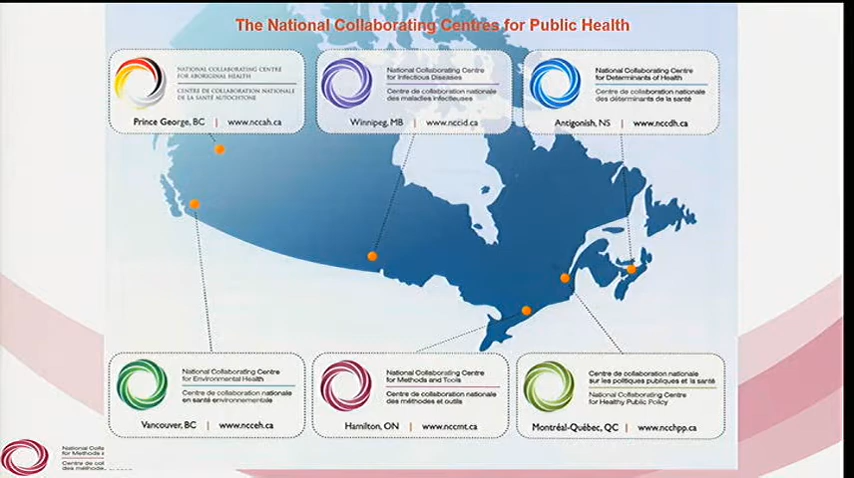 The National Collaborating Centres for Public Health
NATIONAL COLLABORATING CENTRE
FOR ABORIGINAL HEALTH
CENTRE DE COLLABORATION NATIONALE
DE LA SANTÉ AUTOCHTONE
Prince George, BC | www.nccah.ca
National Collaborating Centre
for Infectious Diseases
Centre de collaboration nationale
des maladies infectieuses
Winnipeg, MB | www.nccid.ca
National Collaborating Centre
for Determinants of Health
Centre de collaboration nationale
des déterminants de la santé
Antigonish, NS | www.nccdh.ca
National Collaborating Centre
for Environmental Health
Centre de collaboration nationale
en santé environnementale
Vancouver, BC | www.ncceh.ca
National Collaborating Centre
for Methods and Tools
Centre de collaboration nationale
des méthodes et outils
Hamilton, ON | www.nccmt.ca
Centre de collaboration nationale
sur les politiques publiques et la santé
National Collaborating Centre
for Healthy Public Policy
Montréal-Québec, QC | www.ncchpp.ca
National
for Methods
Centre de
des